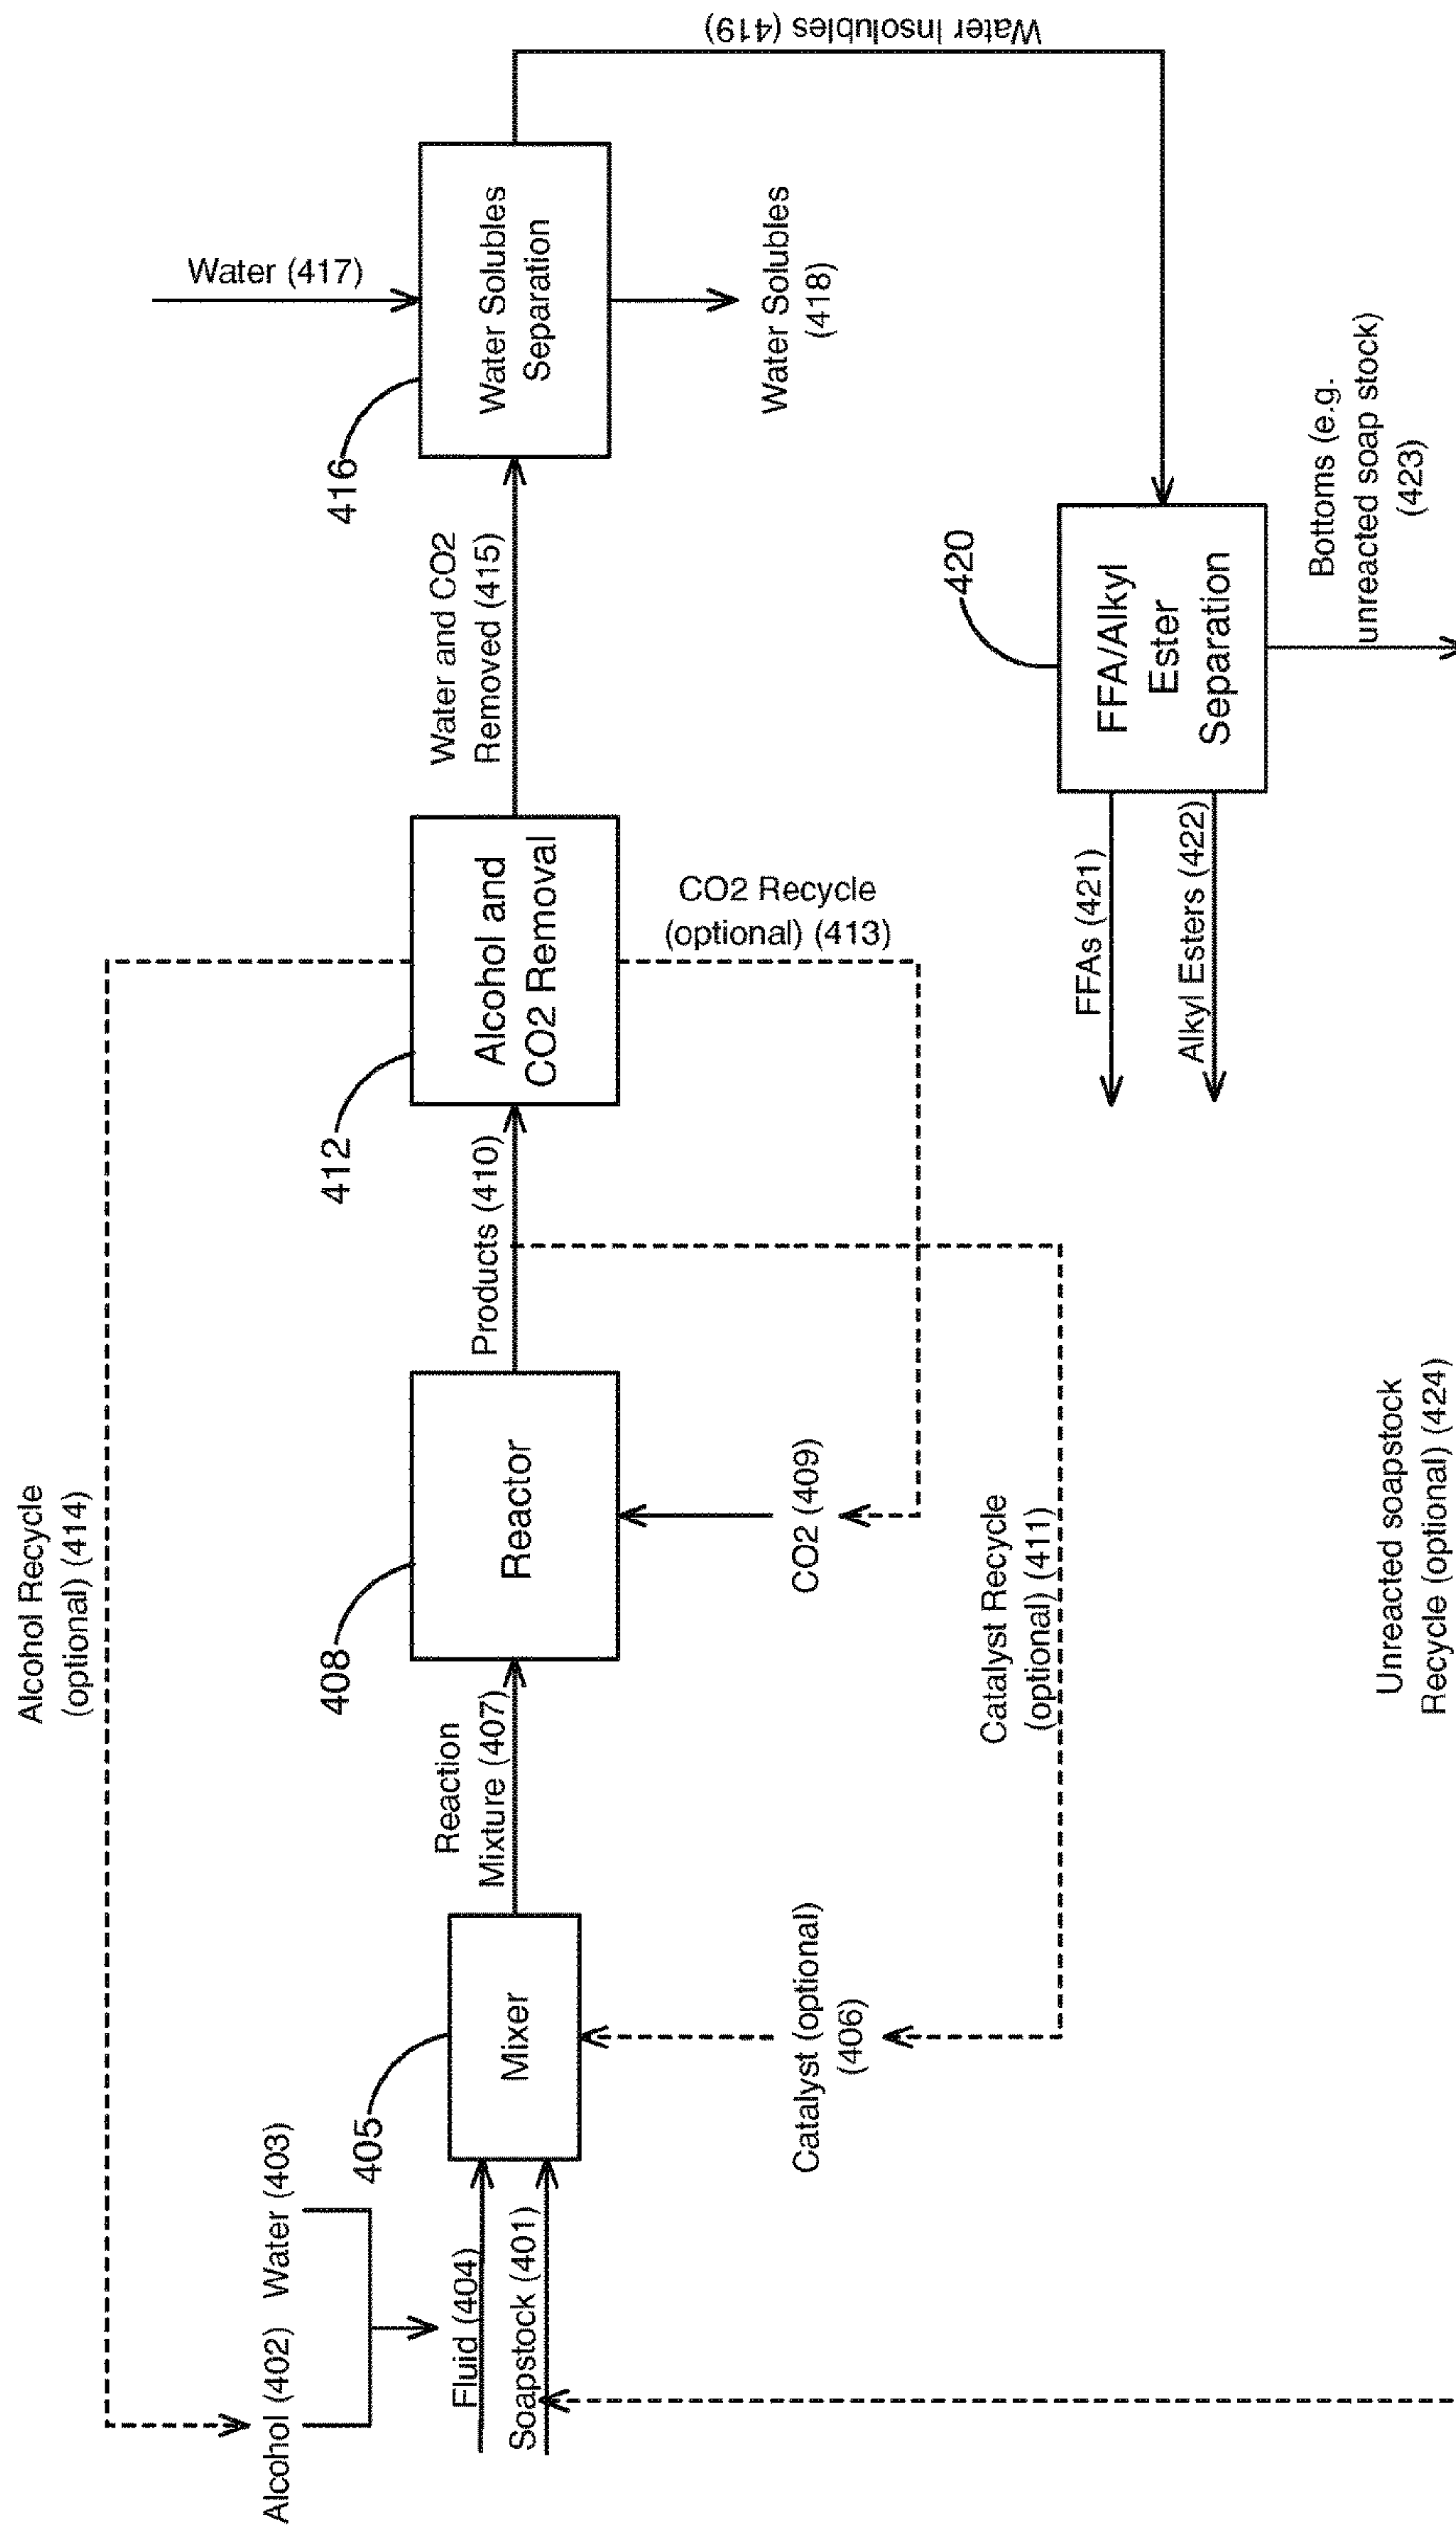 Alcohol Recycle
(optional) (414)
Alcohol (402)
Water (403)
Fluid (404)
Soapstock (401)
405
Mixer
Catalyst (optional)
(406)
Reaction
Mixture (407)
408
Reactor
CO2 (409)
Products (410)
Catalyst Recycle
(optional) (411)
412
Alcohol and
CO2 Removal
CO2 Recycle
(optional) (413)
Water and CO2
Removed (415)
416
Water Solubles
Separation
Water (417)
Water Solubles
(418)
Water Insolubles (419)
420
FFA/Alkyl
Ester
Separation
FFAs (421)
Alkyl Esters (422)
Bottoms (e.g.
unreacted soap stock)
(423)
Unreacted soapstock
Recycle (optional) (424)